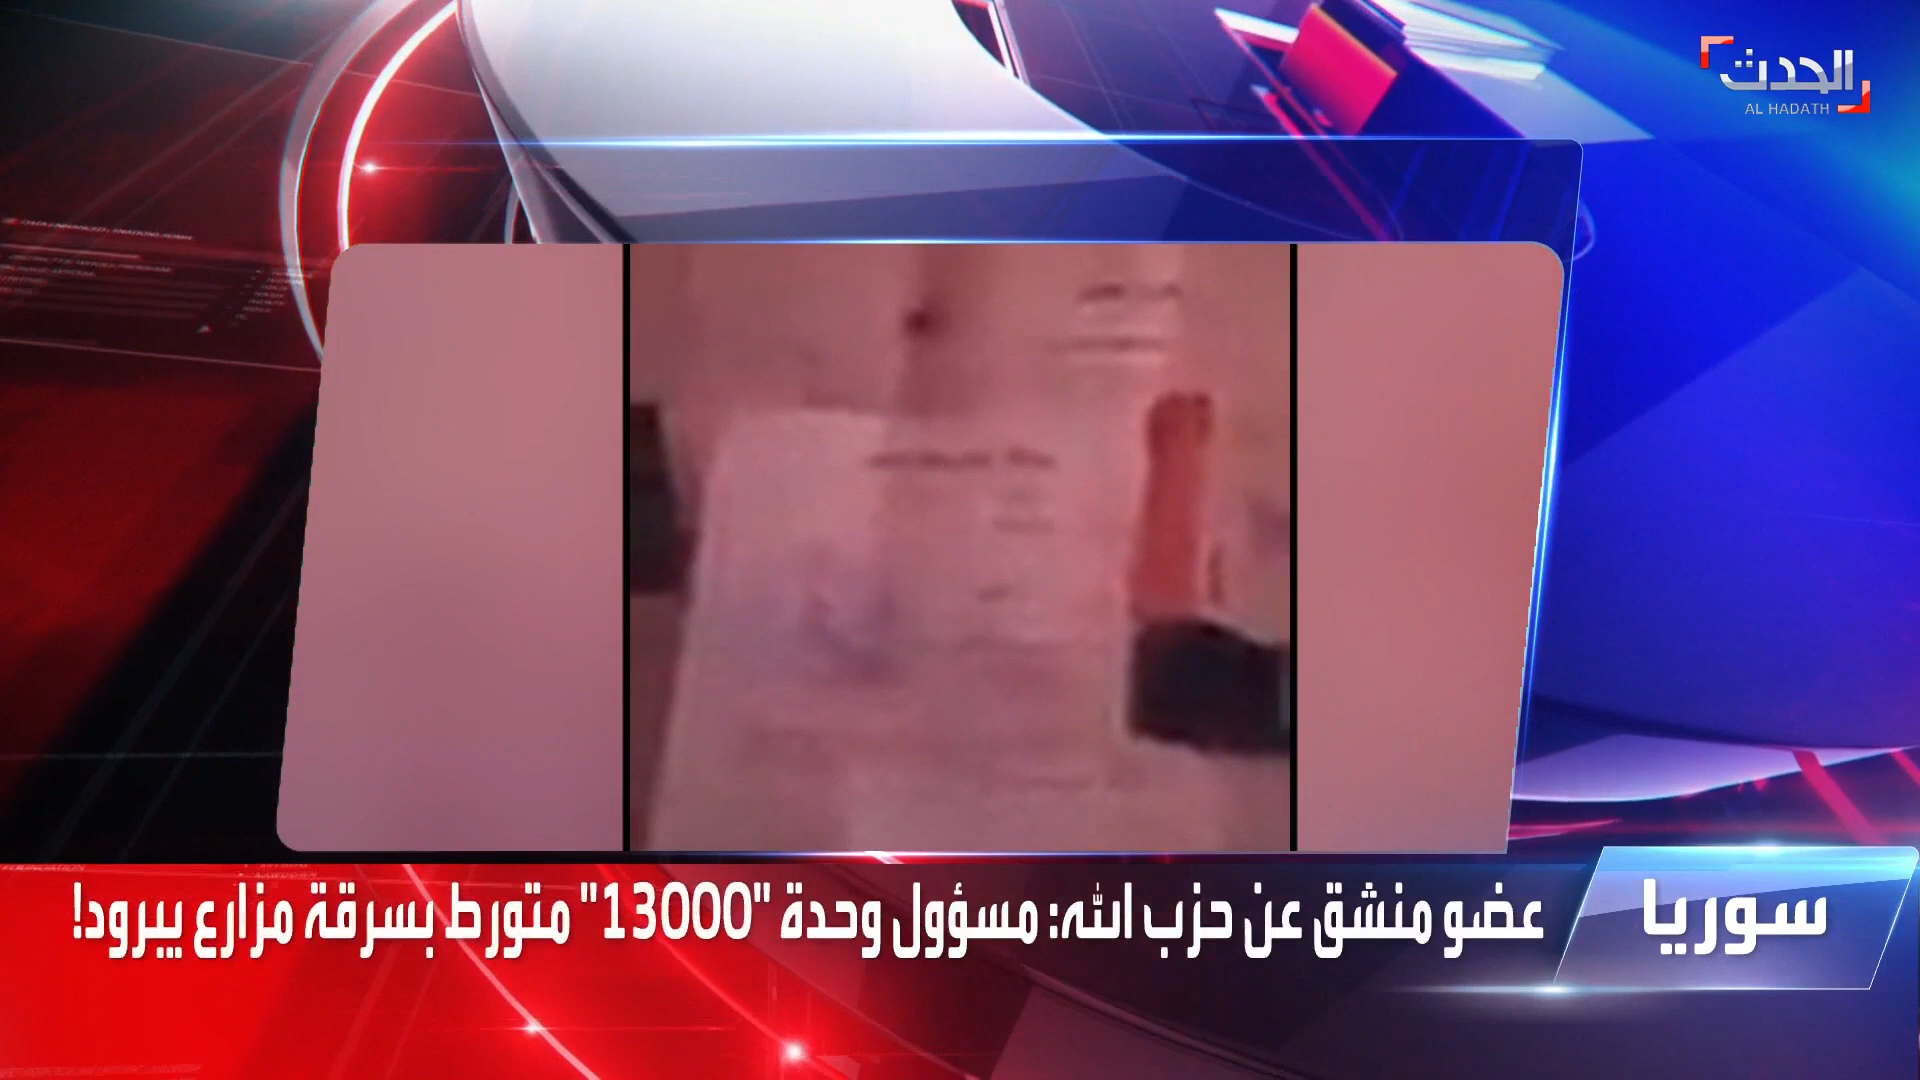 الحدث
AL HADATH
سوريا
عضو منشق عن حزب الله: مسؤول وحدة "13000" متورط بسرقة مزارع يبرود!